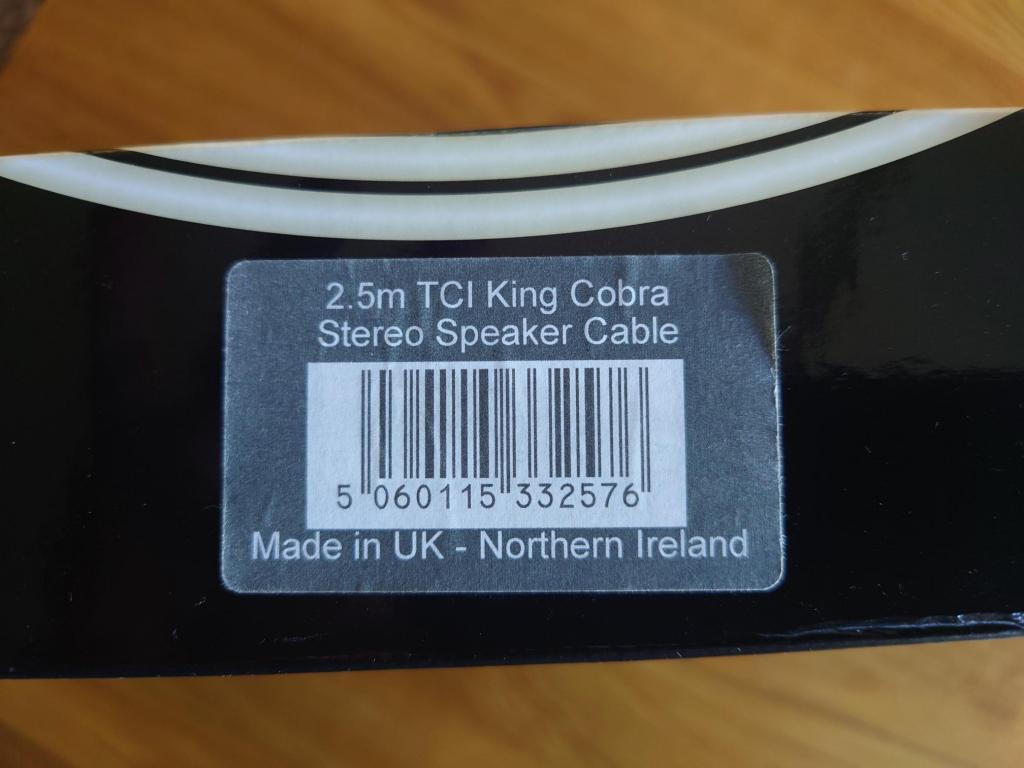 2.5m TCI King Cobra
Stereo Speaker Cable
5 060115 332576
Made in UK - Northern Ireland